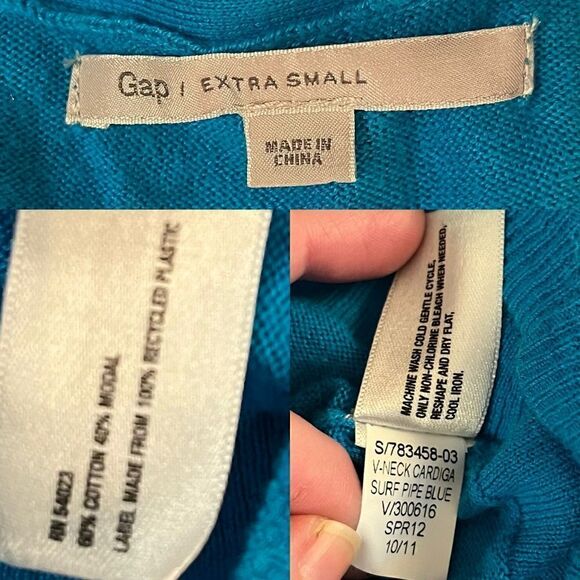 Gap | EXTRA SMALL
MADE IN
CHINA
RN 54023
60% COTTON 40% MODAL
LABEL MADE FROM 100% RECYCLED PLASTIC
MACHINE WASH COLD GENTLE CYCLE,
ONLY NON-CHLORINE BLEACH WHEN NEEDED,
RESHAPE AND DRY FLAT,
COOL IRON.
S/783458-03
V-NECK CARDIGA
SURF PIPE BLUE
V/300616
SPR12
10/11